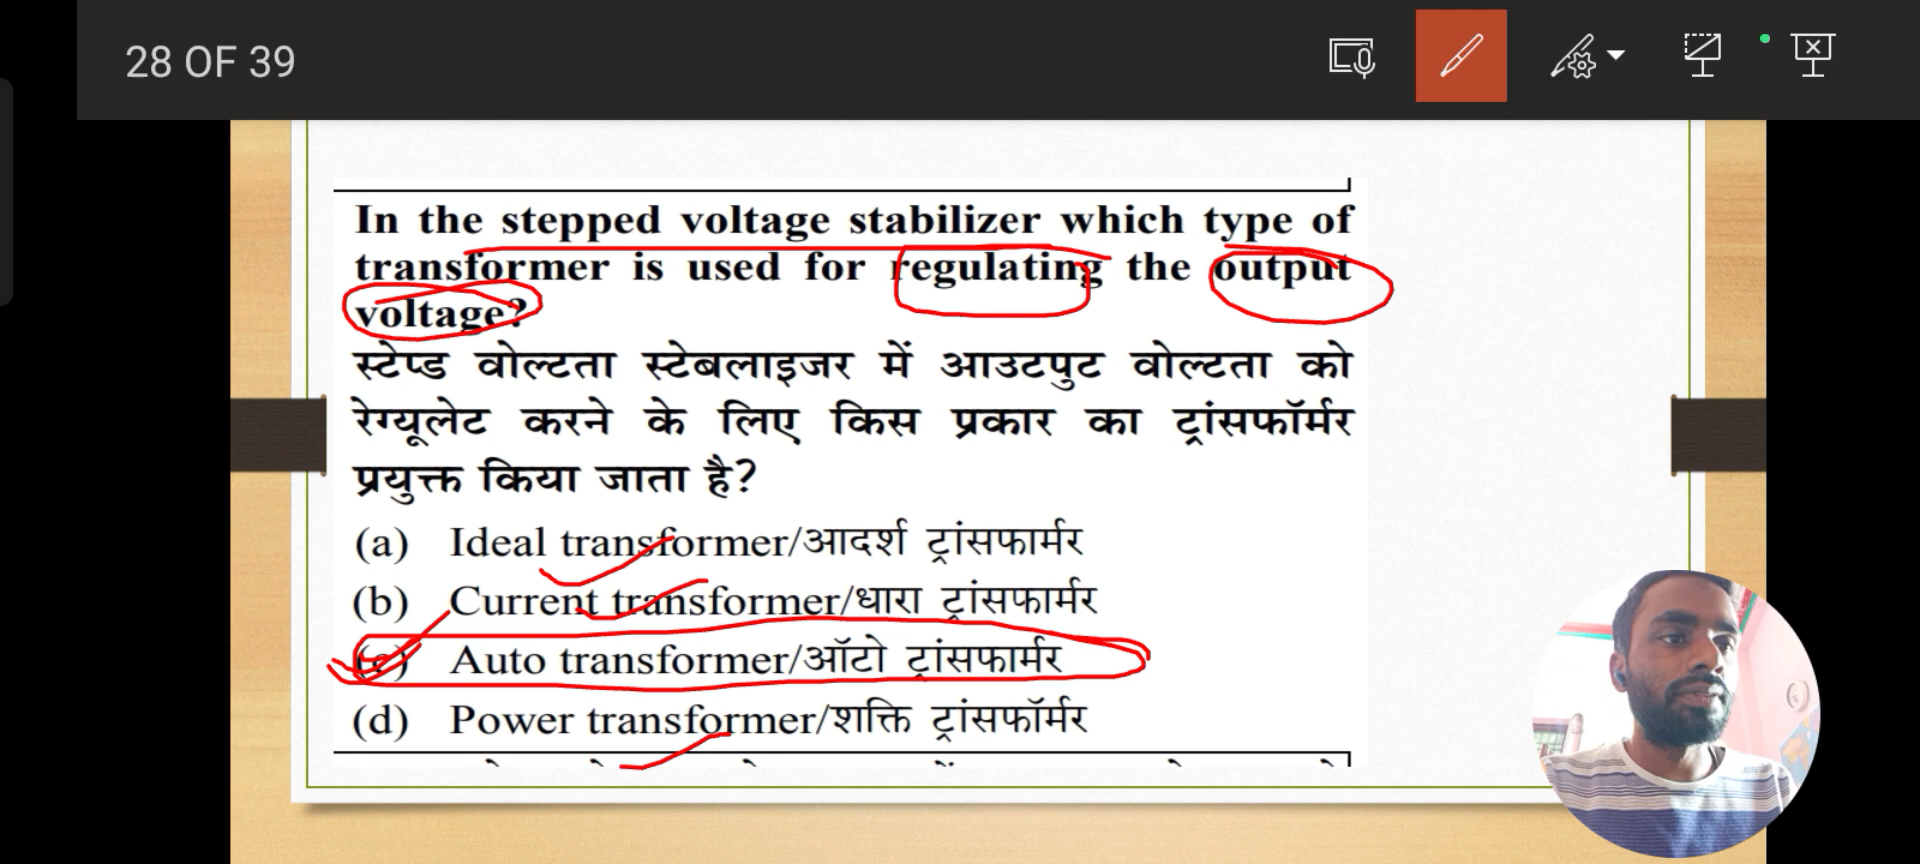 28 OF 39
In the stepped voltage stabilizer which type of
transformer is used for regulating the output
voltage?
स्टेप्ड वोल्टता स्टेबलाइजर में आउटपुट वोल्टता को
रेग्यूलेट करने के लिए किस प्रकार का ट्रांसफॉर्मर
प्रयुक्त किया जाता है?
(a) Ideal transformer/आदर्श ट्रांसफार्मर
(b) Current transformer/धारा ट्रांसफार्मर
(c) Auto transformer/ऑटो ट्रांसफार्मर
(d) Power transformer/शक्ति ट्रांसफॉर्मर